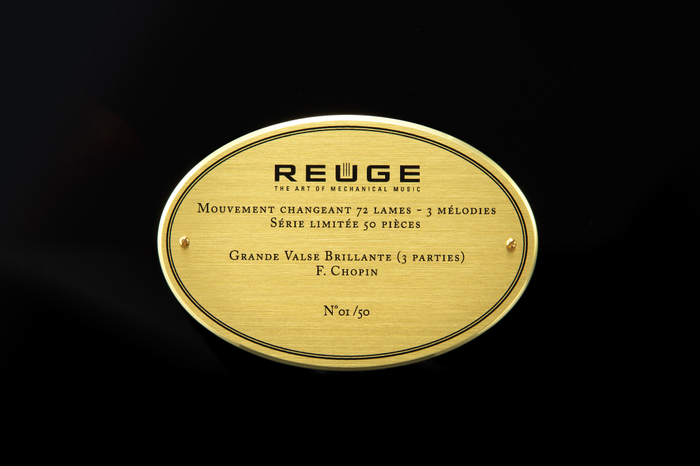 REUGE
THE ART OF MECHANICAL MUSIC
Mouvement changeant 72 lames - 3 mélodies
Série limitée 50 pièces
Grande Valse Brillante (3 parties)
F. Chopin
N°01/50